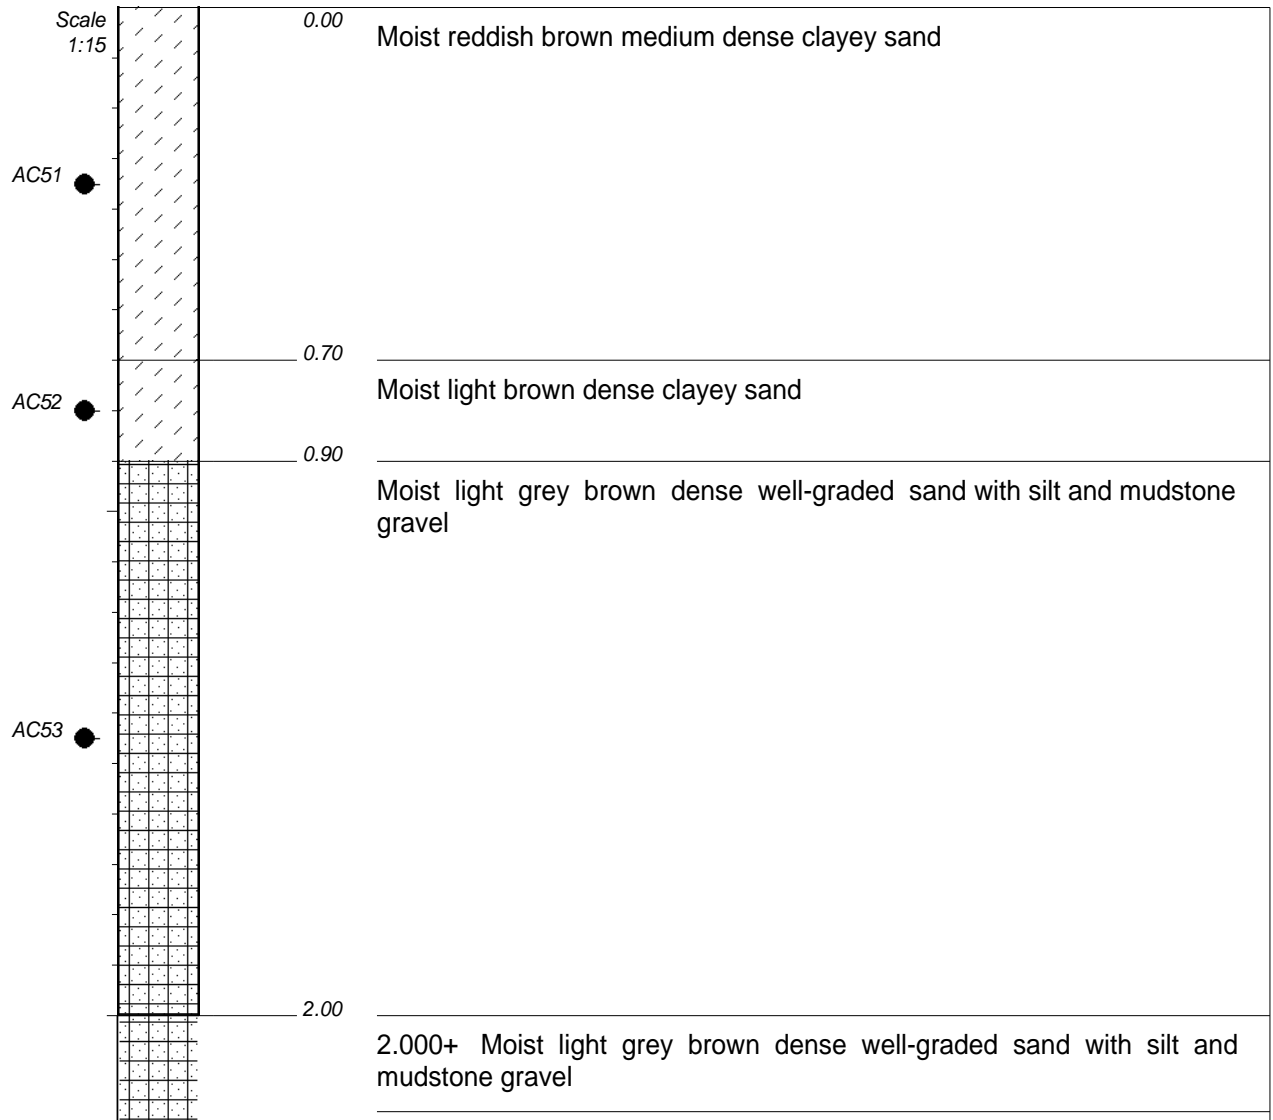 Scale
1:15
0.00
Moist reddish brown medium dense clayey sand
AC51
0.70
Moist light brown dense clayey sand
AC52
0.90
Moist light grey brown dense well-graded sand with silt and mudstone
gravel
AC53
2.00
2.000+ Moist light grey brown dense well-graded sand with silt and
mudstone gravel